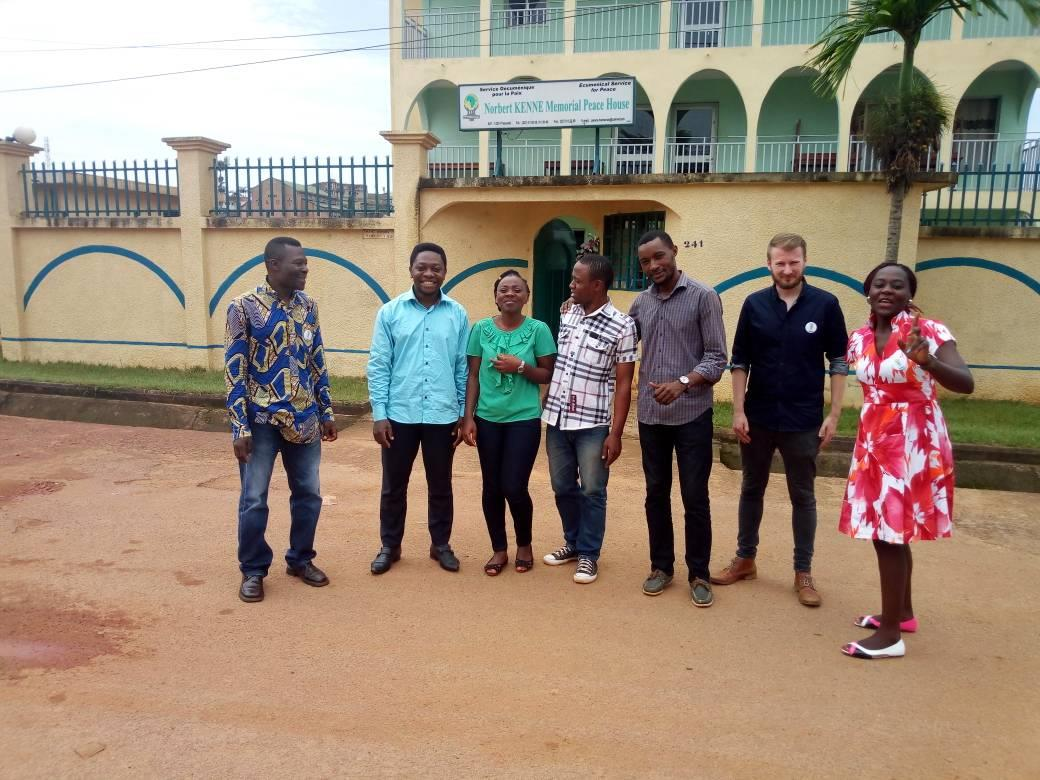 Service Oecuménique
pour la Paix
Ecumenical Service
for Peace
Norbert KENNE Memorial Peace House
241